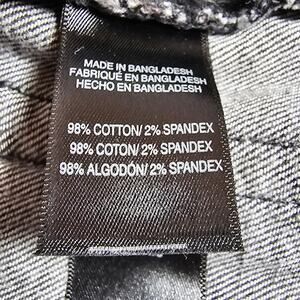 MADE IN BANGLADESH
FABRIQUÉ EN BANGLADESH
HECHO EN BANGLADESH
98% COTTON/ 2% SPANDEX
98% COTON/ 2% SPANDEX
98% ALGODÓN/ 2% SPANDEX